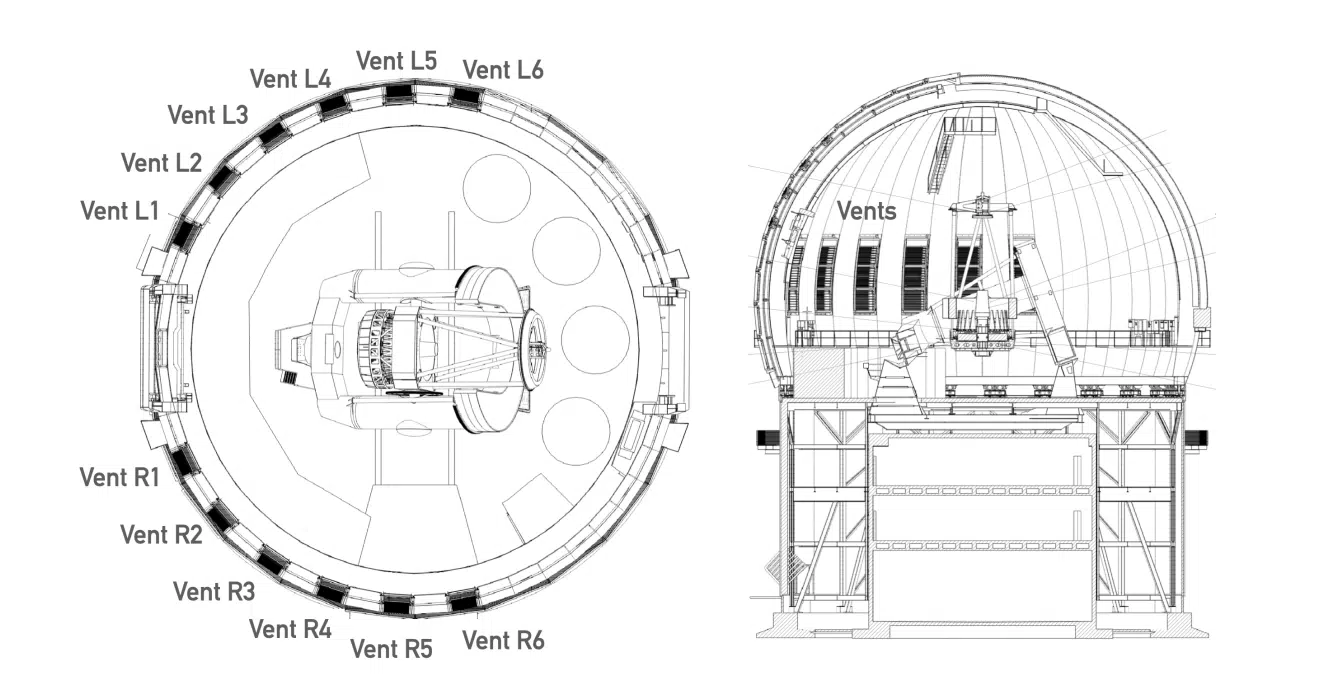 Vent L5
Vent L4
Vent L6
Vent L3
Vent L2
Vent L1
Vent R1
Vent R2
Vent R3
Vent R4
Vent R5
Vent R6
Vents